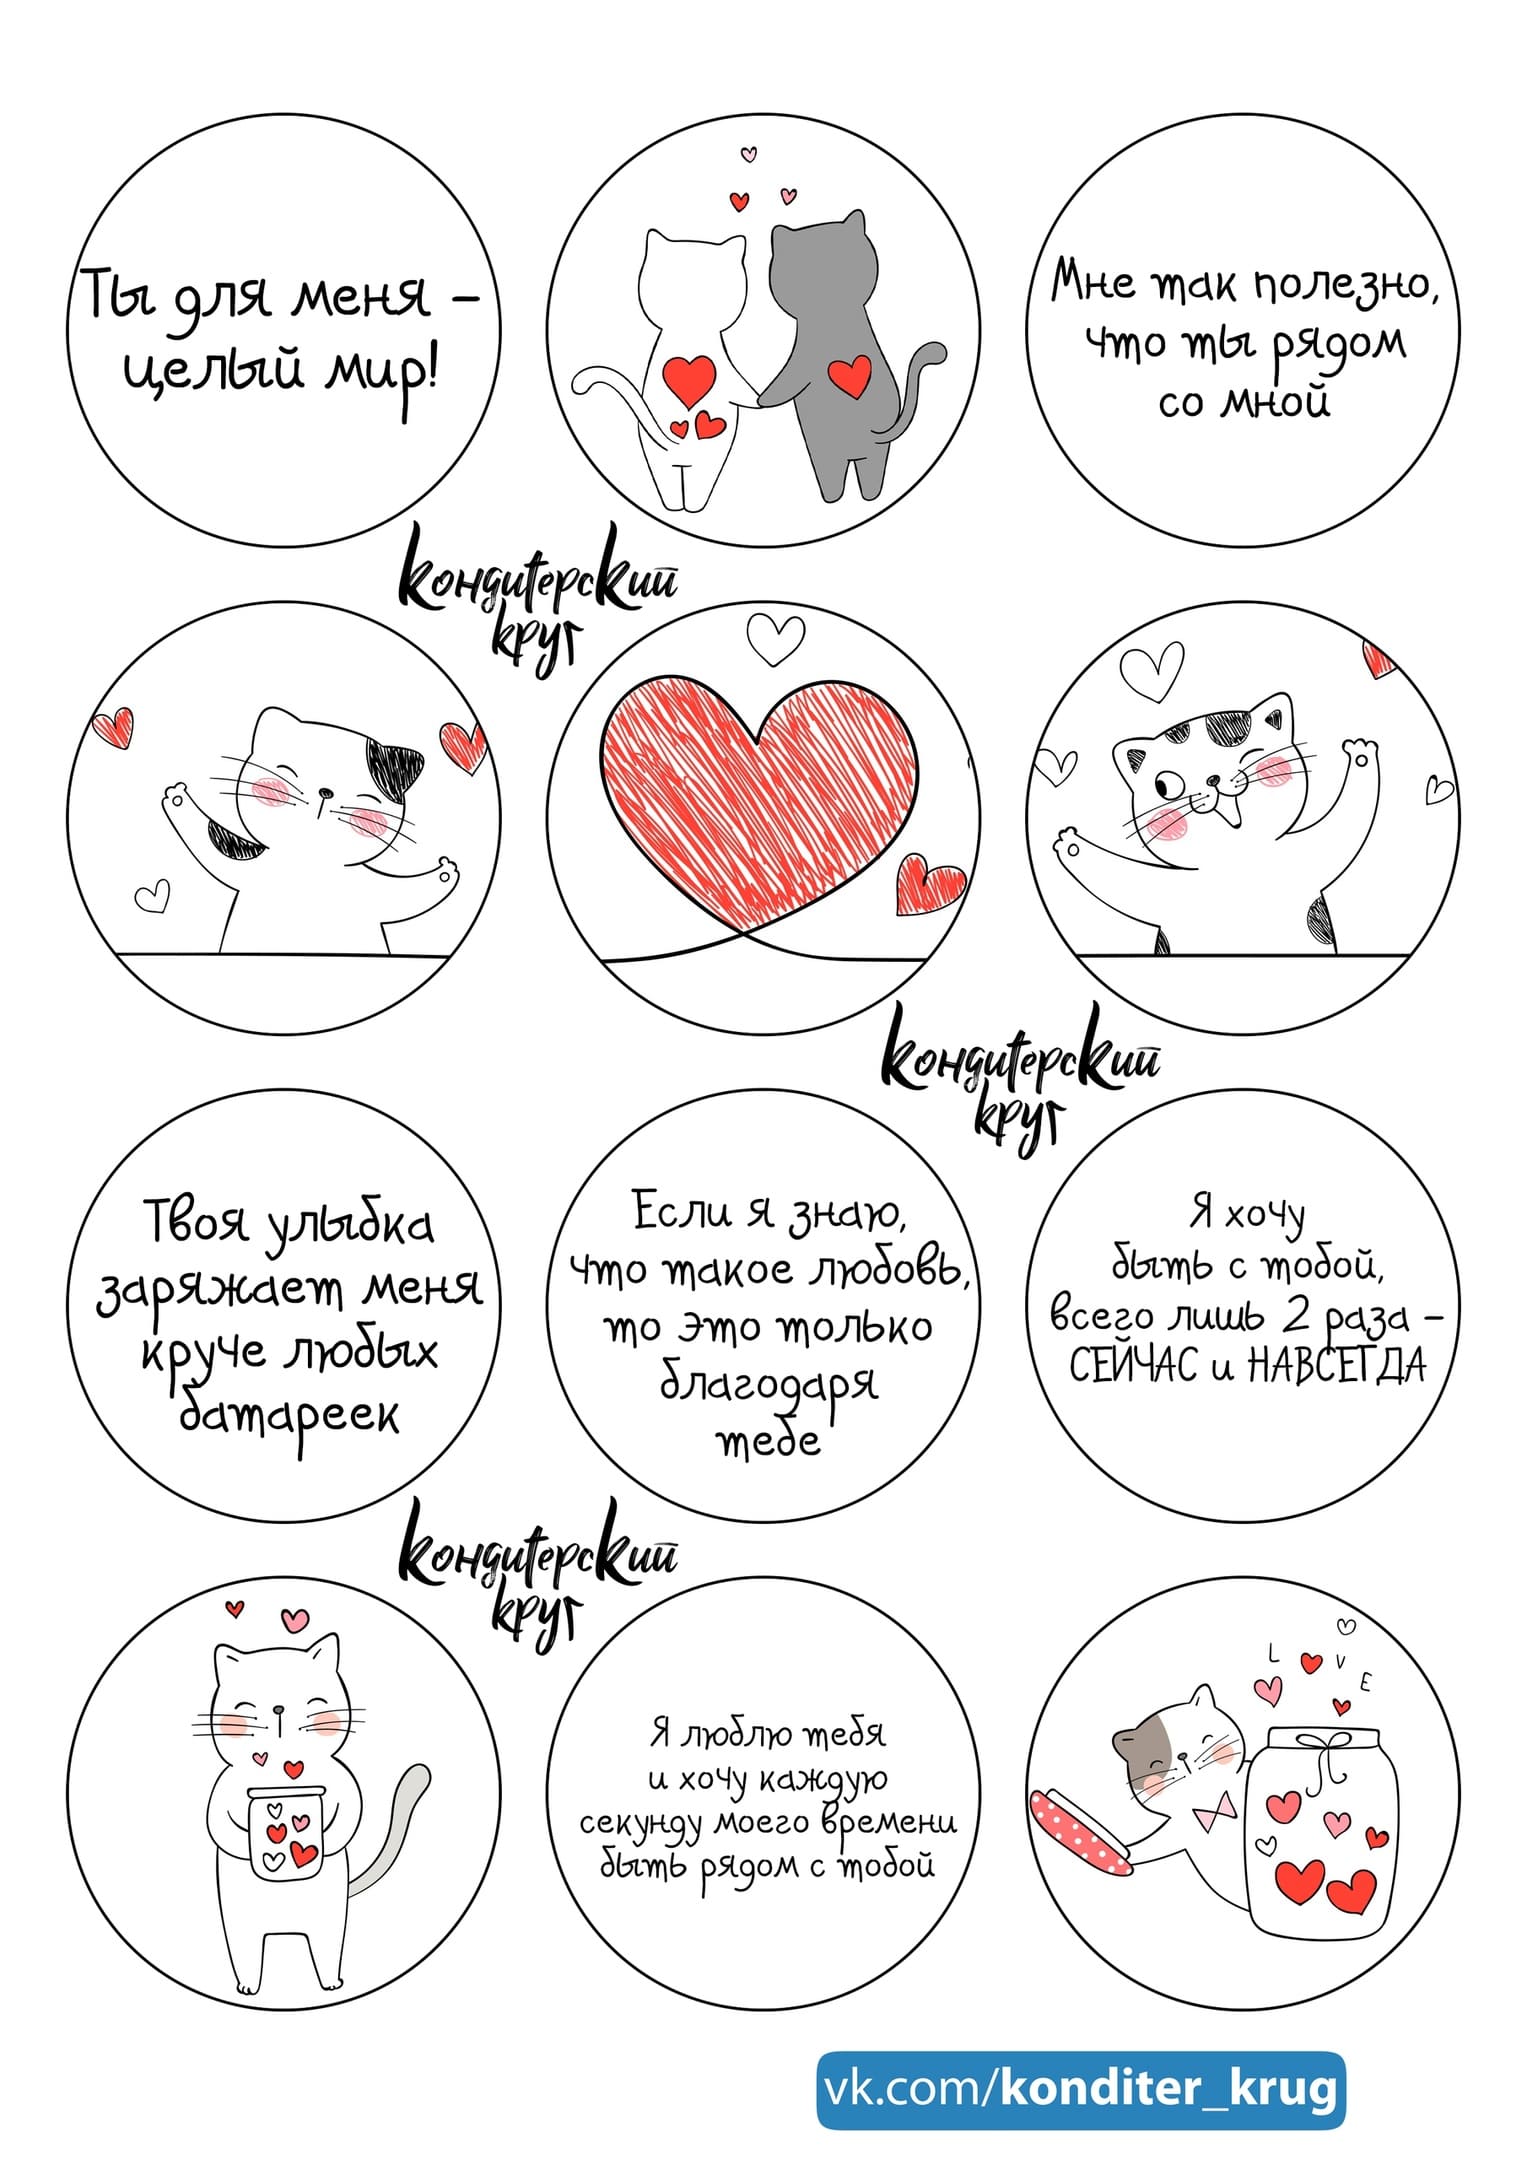 Ты для меня –
целый мир!
Мне так полезно,
что ты рядом
со мной
Кондитерский
круг
Кондитерский
круг
Твоя улыбка
заряжает меня
круче любых
батареек
Если я знаю,
что такое любовь,
то это только
благодаря
тебе
Я хочу
быть с тобой,
всего лишь 2 раза –
СЕЙЧАС и НАВСЕГДА
Кондитерский
круг
Я люблю тебя
и хочу каждую
секунду моего времени
быть рядом с тобой
L V E
vk.com/konditer_krug